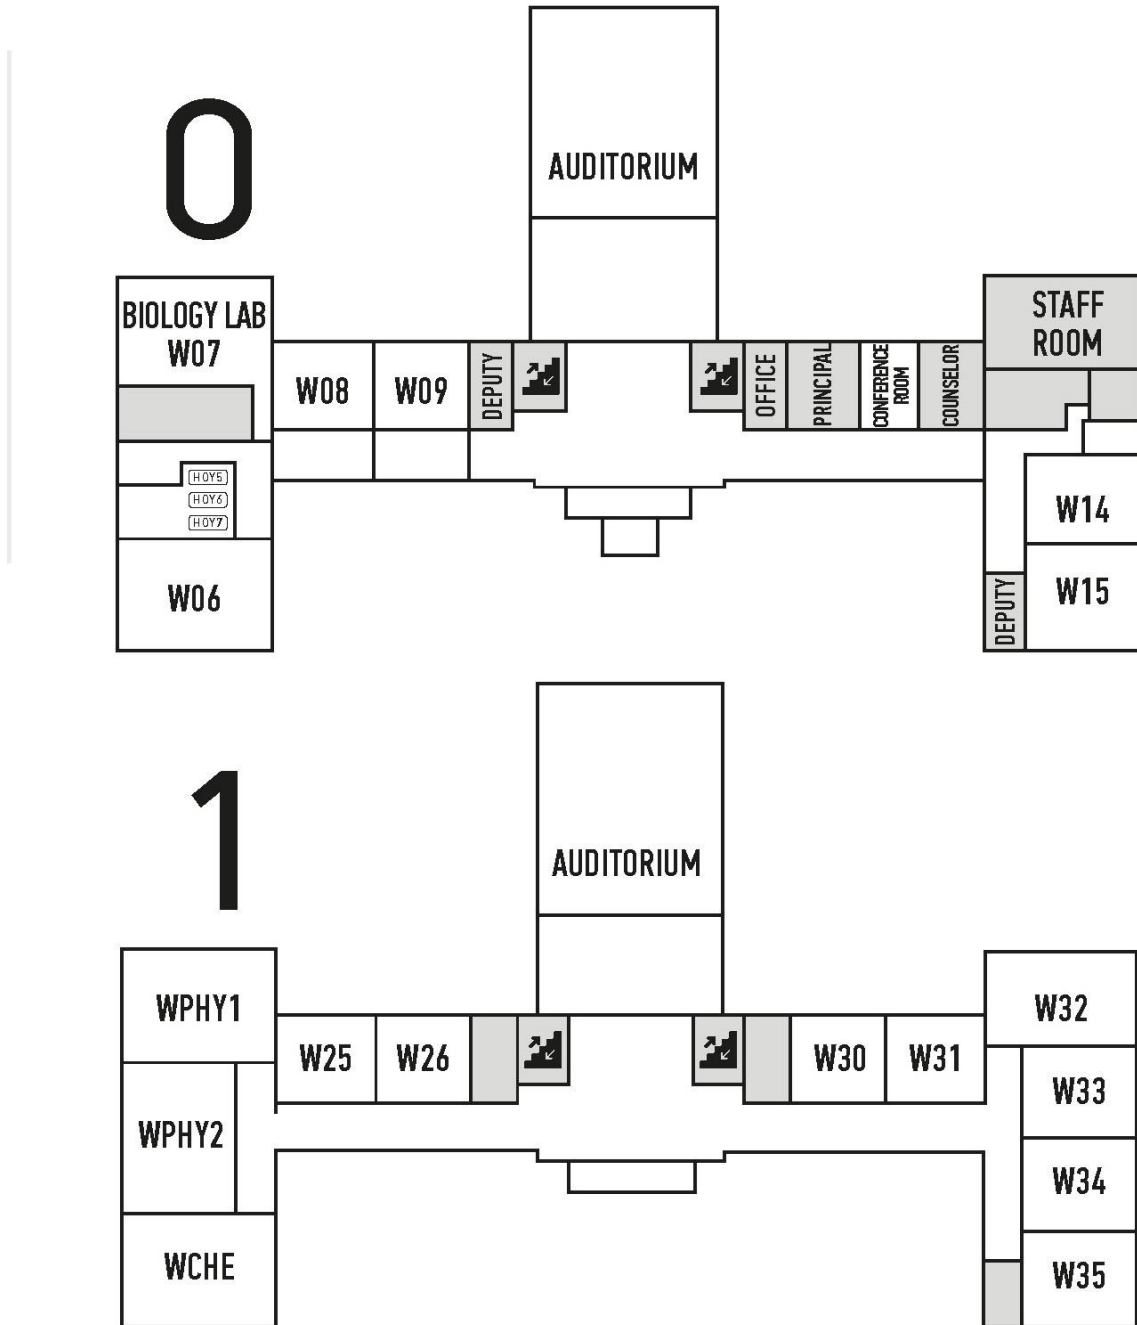 0
AUDITORIUM
BIOLOGY LAB
W07
STAFF
ROOM
W08
W09
DEPUTY
OFFICE
PRINCIPAL
CONFERENCE
ROOM
COUNSELOR
HOY5
HOY6
HOY7
W14
W06
DEPUTY
W15
1
AUDITORIUM
WPHY1
W32
W25
W26
W30
W31
W33
WPHY2
W34
WCHE
W35